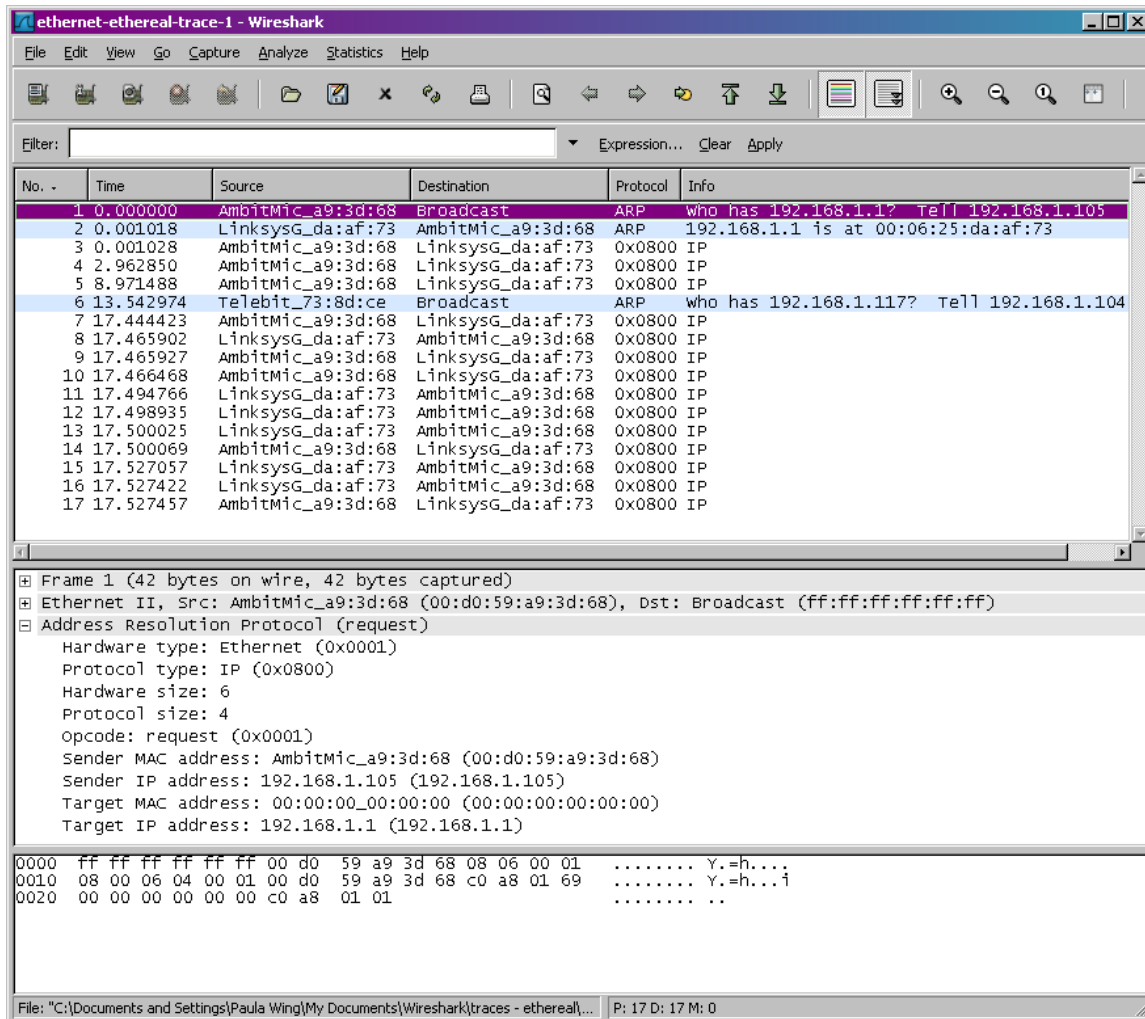 ethernet-ethereal-trace-1 - Wireshark
File Edit View Go Capture Analyze Statistics Help
Filter: Expression... Clear Apply
No. - Time Source Destination Protocol Info
1 0.000000 AmbitMic_a9:3d:68 Broadcast ARP who has 192.168.1.1? Tell 192.168.1.105
2 0.001018 LinksysG_da:af:73 AmbitMic_a9:3d:68 ARP 192.168.1.1 is at 00:06:25:da:af:73
3 0.001028 AmbitMic_a9:3d:68 LinksysG_da:af:73 0x0800 IP
4 2.962850 AmbitMic_a9:3d:68 LinksysG_da:af:73 0x0800 IP
5 8.971488 AmbitMic_a9:3d:68 LinksysG_da:af:73 0x0800 IP
6 13.542974 Telebit_73:8d:ce Broadcast ARP who has 192.168.1.117? Tell 192.168.1.104
7 17.444423 AmbitMic_a9:3d:68 LinksysG_da:af:73 0x0800 IP
8 17.465902 LinksysG_da:af:73 AmbitMic_a9:3d:68 0x0800 IP
9 17.465927 AmbitMic_a9:3d:68 LinksysG_da:af:73 0x0800 IP
10 17.466468 AmbitMic_a9:3d:68 LinksysG_da:af:73 0x0800 IP
11 17.494766 LinksysG_da:af:73 AmbitMic_a9:3d:68 0x0800 IP
12 17.498935 LinksysG_da:af:73 AmbitMic_a9:3d:68 0x0800 IP
13 17.500025 LinksysG_da:af:73 AmbitMic_a9:3d:68 0x0800 IP
14 17.500069 AmbitMic_a9:3d:68 LinksysG_da:af:73 0x0800 IP
15 17.527057 LinksysG_da:af:73 AmbitMic_a9:3d:68 0x0800 IP
16 17.527422 LinksysG_da:af:73 AmbitMic_a9:3d:68 0x0800 IP
17 17.527457 AmbitMic_a9:3d:68 LinksysG_da:af:73 0x0800 IP
Frame 1 (42 bytes on wire, 42 bytes captured)
Ethernet II, Src: AmbitMic_a9:3d:68 (00:d0:59:a9:3d:68), Dst: Broadcast (ff:ff:ff:ff:ff:ff)
Address Resolution Protocol (request)
Hardware type: Ethernet (0x0001)
Protocol type: IP (0x0800)
Hardware size: 6
Protocol size: 4
Opcode: request (0x0001)
Sender MAC address: AmbitMic_a9:3d:68 (00:d0:59:a9:3d:68)
Sender IP address: 192.168.1.105 (192.168.1.105)
Target MAC address: 00:00:00_00:00:00 (00:00:00:00:00:00)
Target IP address: 192.168.1.1 (192.168.1.1)
0000 ff ff ff ff ff ff 00 d0 59 a9 3d 68 08 06 00 01 ........ Y.=h....
0010 08 00 06 04 00 01 00 d0 59 a9 3d 68 c0 a8 01 69 ........ Y.=h...i
0020 00 00 00 00 00 00 c0 a8 01 01 ........ ..
File: "C:\Documents and Settings\Paula Wing\My Documents\Wireshark\traces - ethereal\... P: 17 D: 17 M: 0